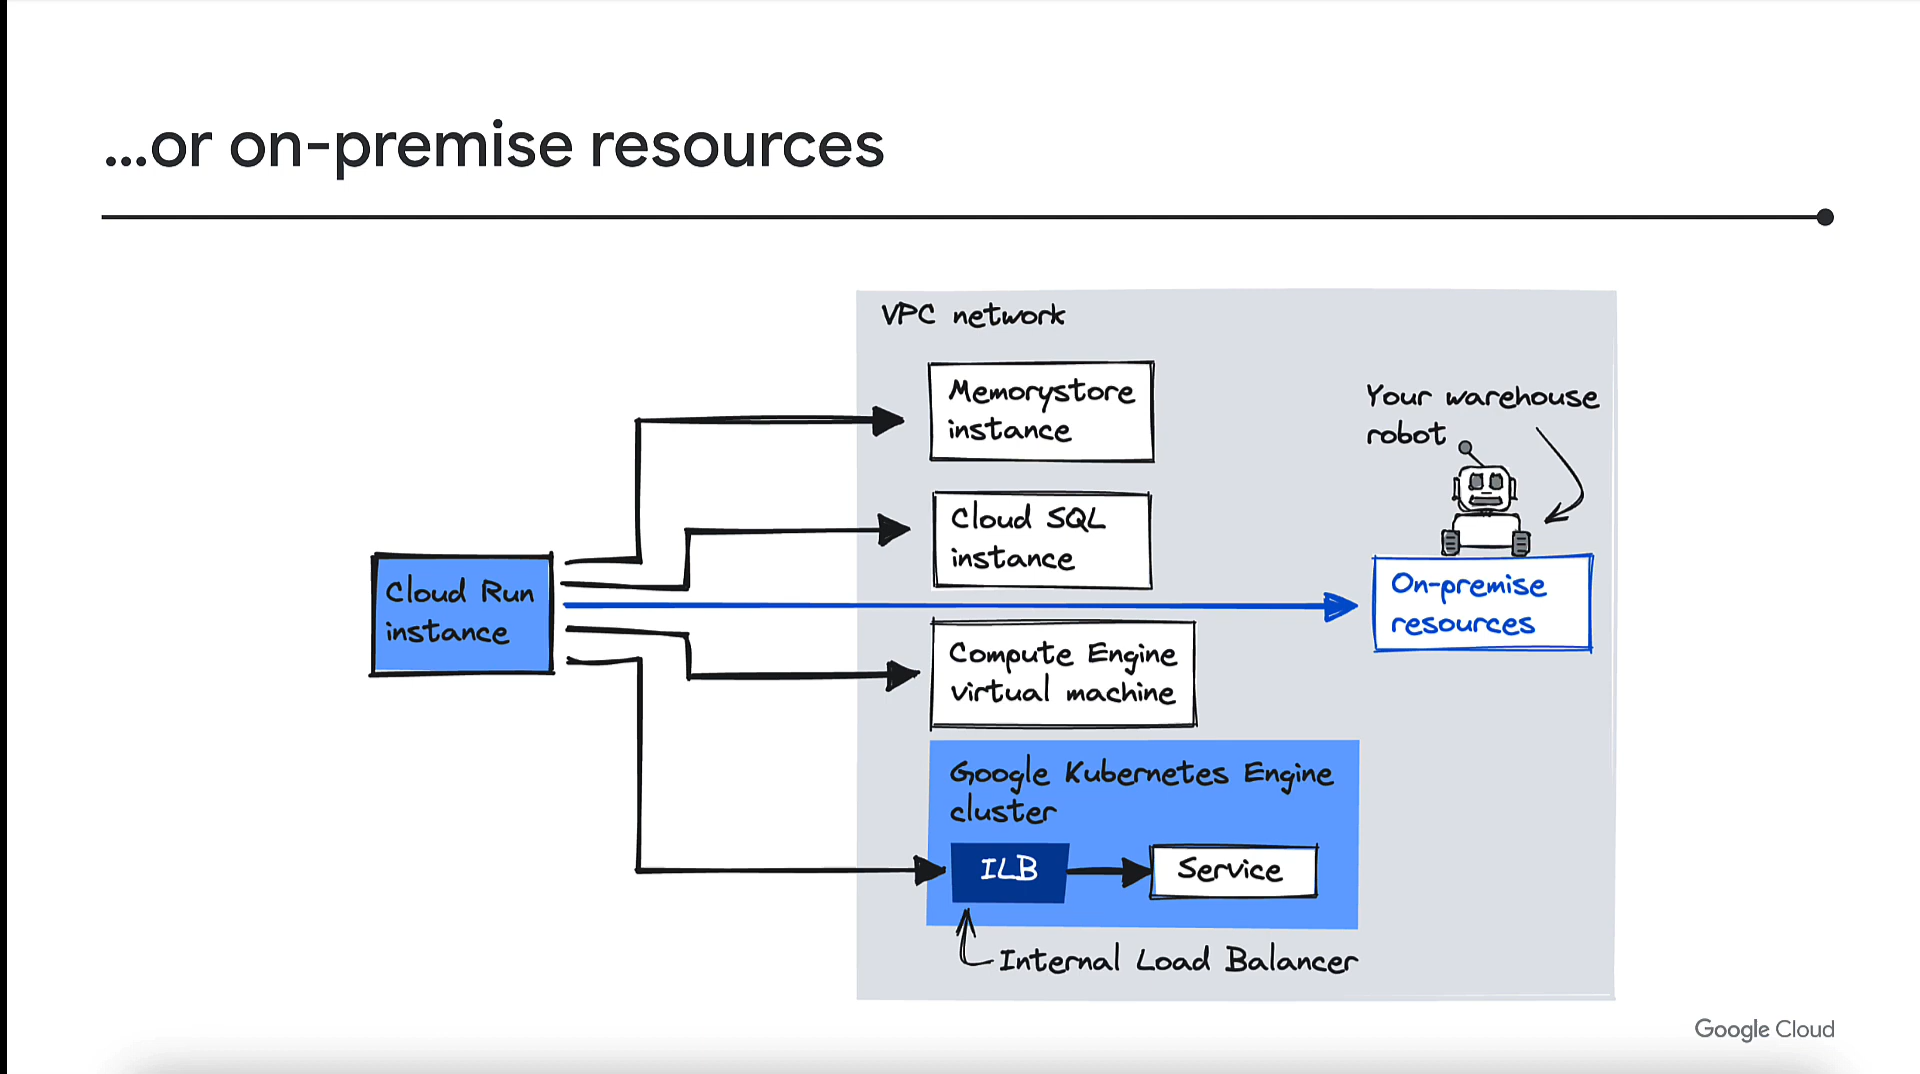 ...or on-premise resources
VPC network
Memorystore
instance
Your warehouse
robot
Cloud SQL
instance
Cloud Run
instance
On-premise
resources
Compute Engine
virtual machine
Google Kubernetes Engine
cluster
ILB
Service
Internal Load Balancer
Google Cloud